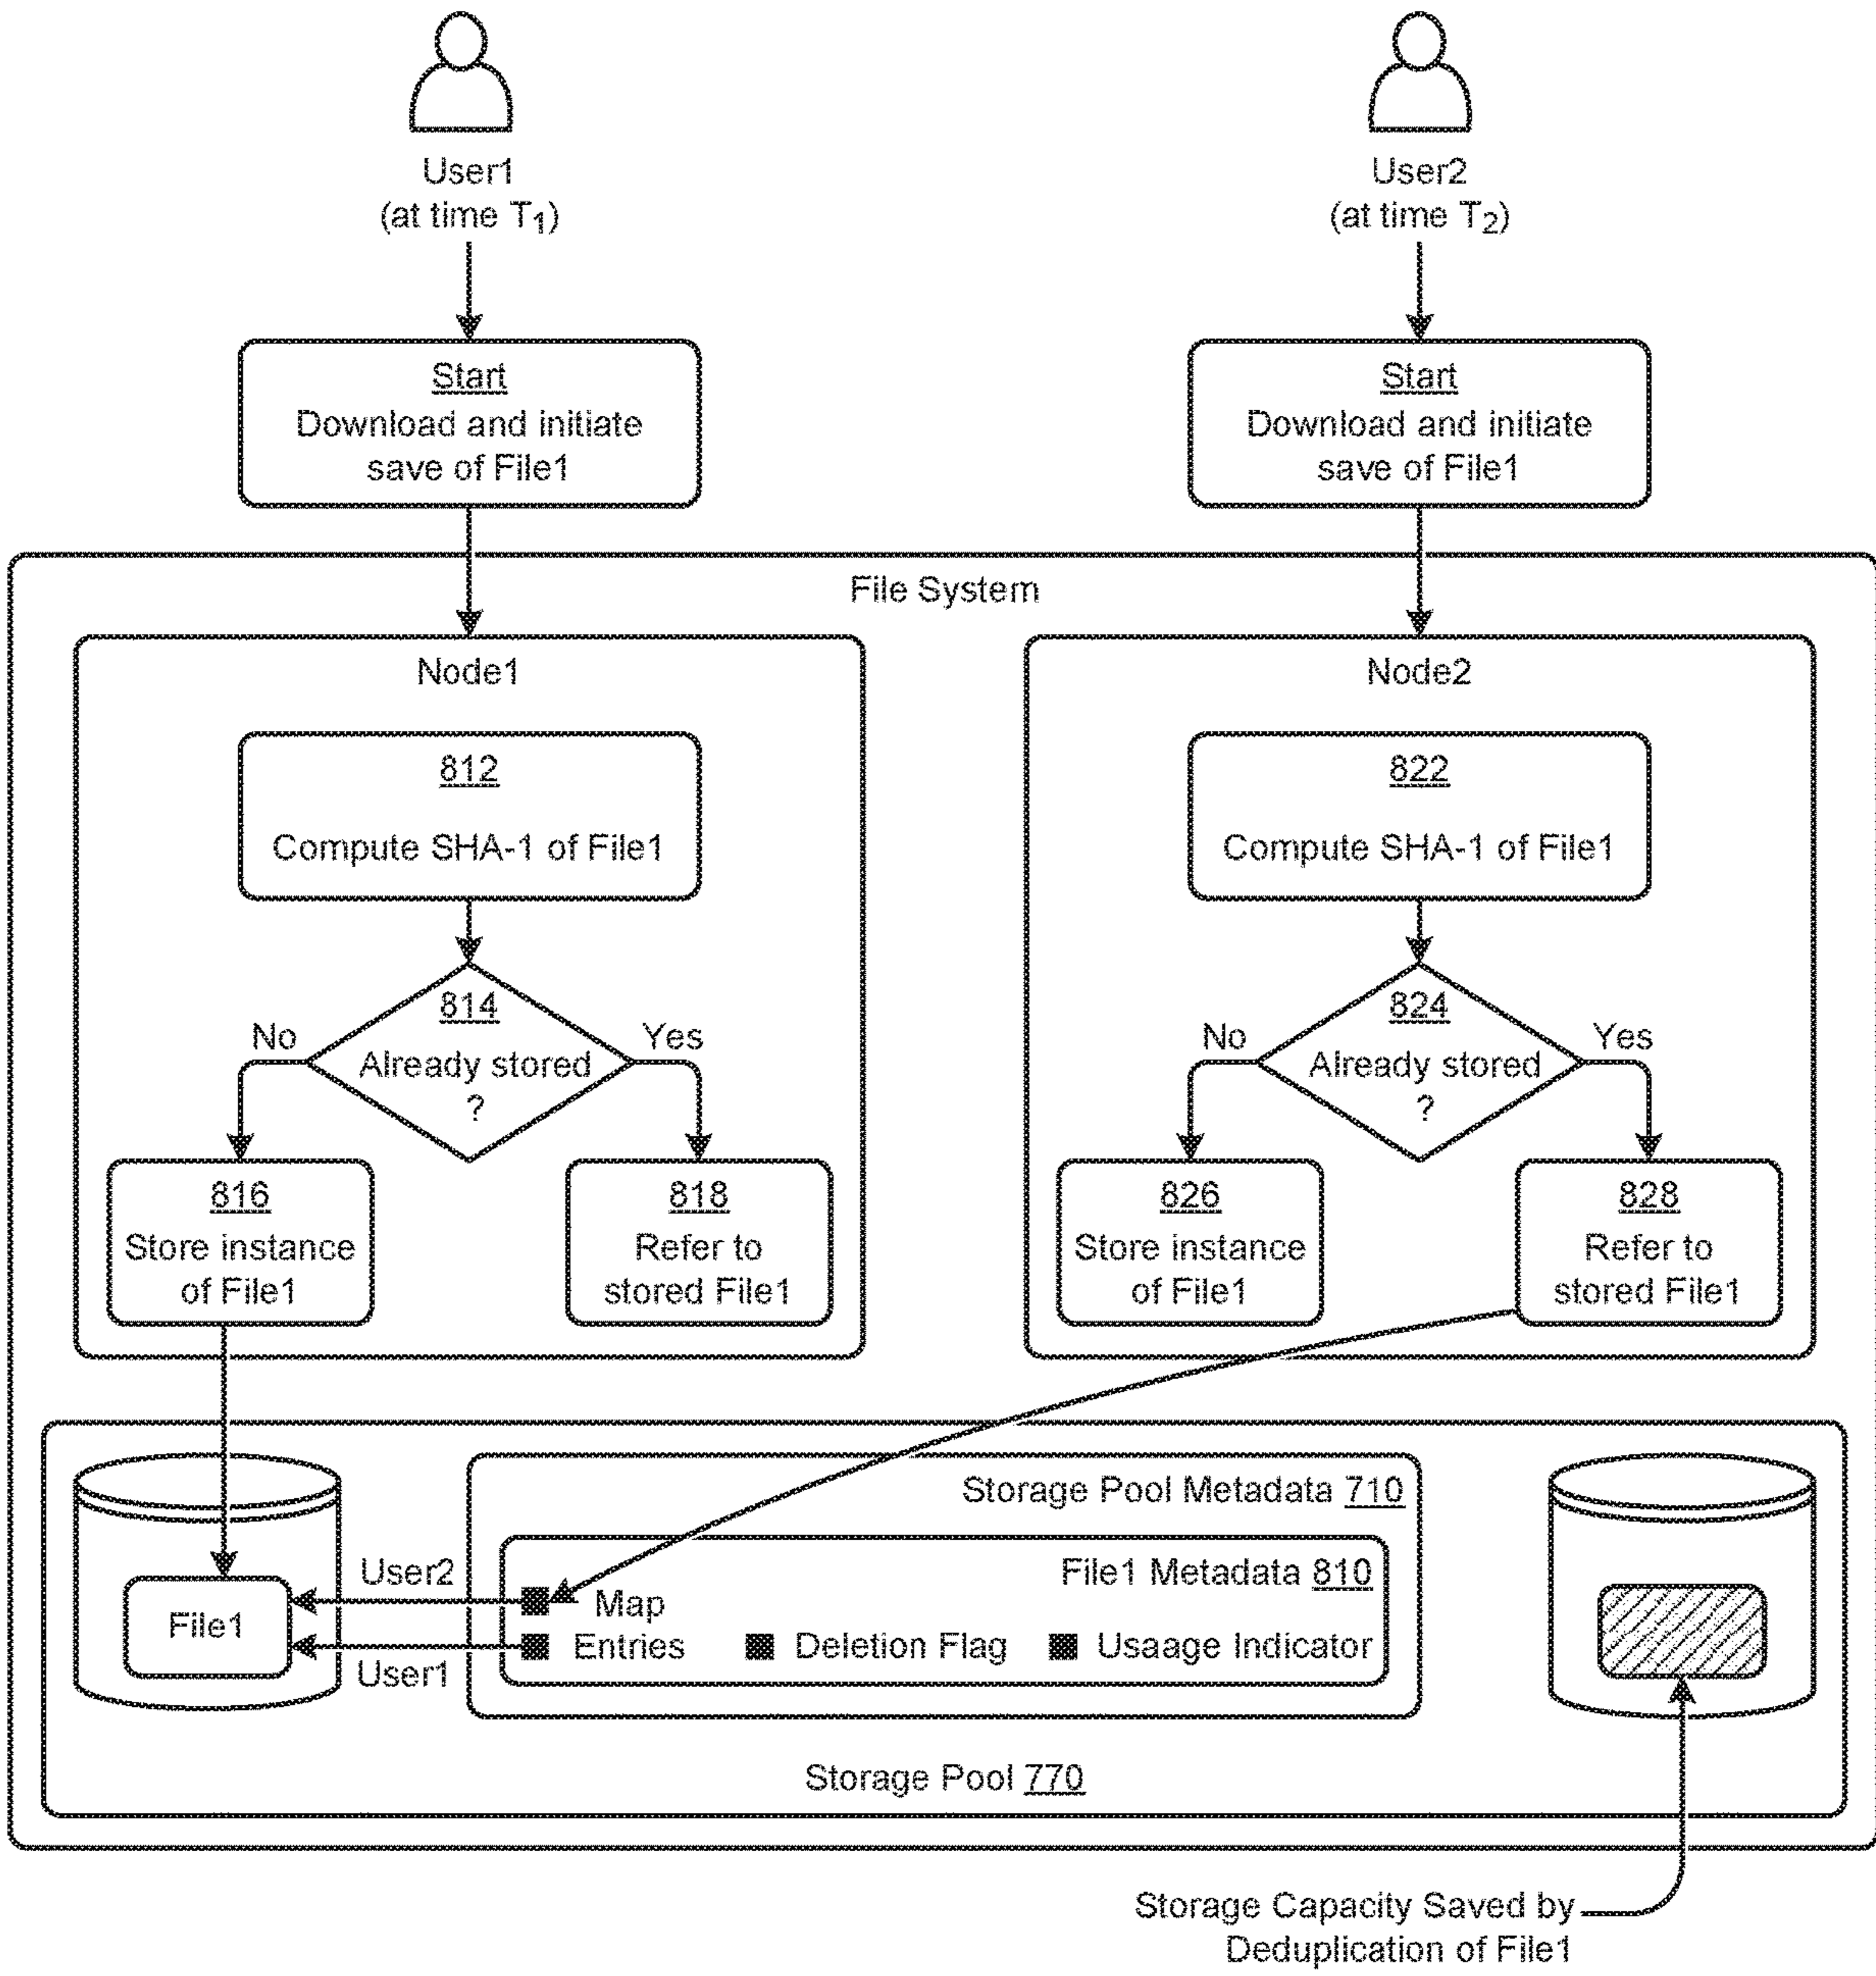 User1
(at time T1)
User2
(at time T2)
Start
Download and initiate
save of File1
Start
Download and initiate
save of File1
File System
Node1
812
Compute SHA-1 of File1
814
Already stored
?
No
Yes
816
Store instance
of File1
818
Refer to
stored File1
Node2
822
Compute SHA-1 of File1
824
Already stored
?
No
Yes
826
Store instance
of File1
828
Refer to
stored File1
Storage Pool Metadata 710
File1 Metadata 810
User2
Map
File1
Entries
Deletion Flag
Usaage Indicator
User1
Storage Pool 770
Storage Capacity Saved by
Deduplication of File1